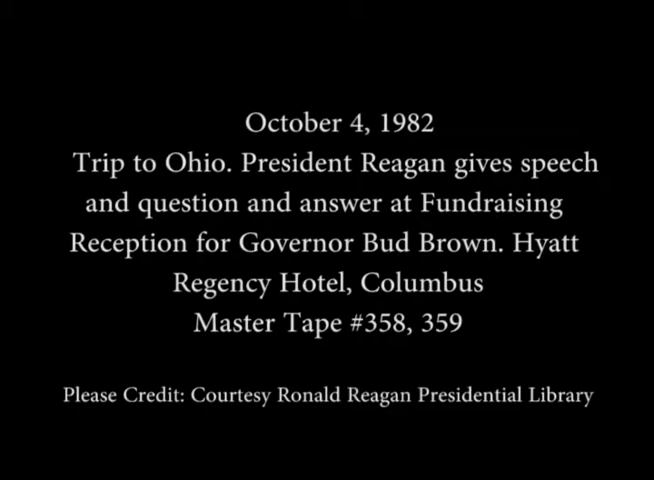 October 4, 1982
Trip to Ohio. President Reagan gives speech
and question and answer at Fundraising
Reception for Governor Bud Brown. Hyatt
Regency Hotel, Columbus
Master Tape #358, 359
Please Credit: Courtesy Ronald Reagan Presidential Library